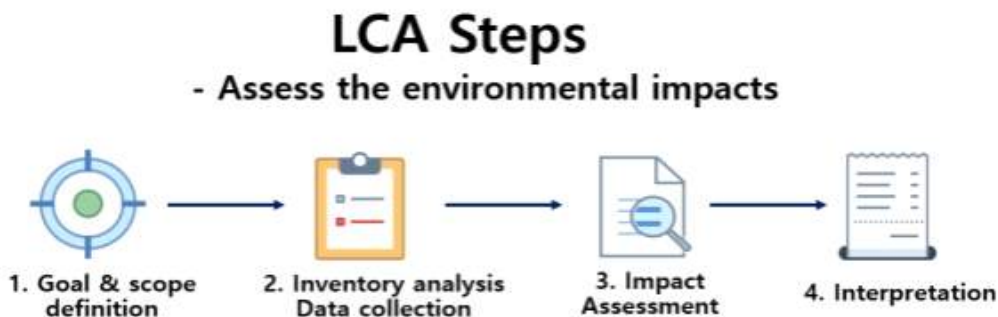 LCA Steps
- Assess the environmental impacts
1. Goal & scope
definition
2. Inventory analysis
Data collection
3. Impact
Assessment
4. Interpretation